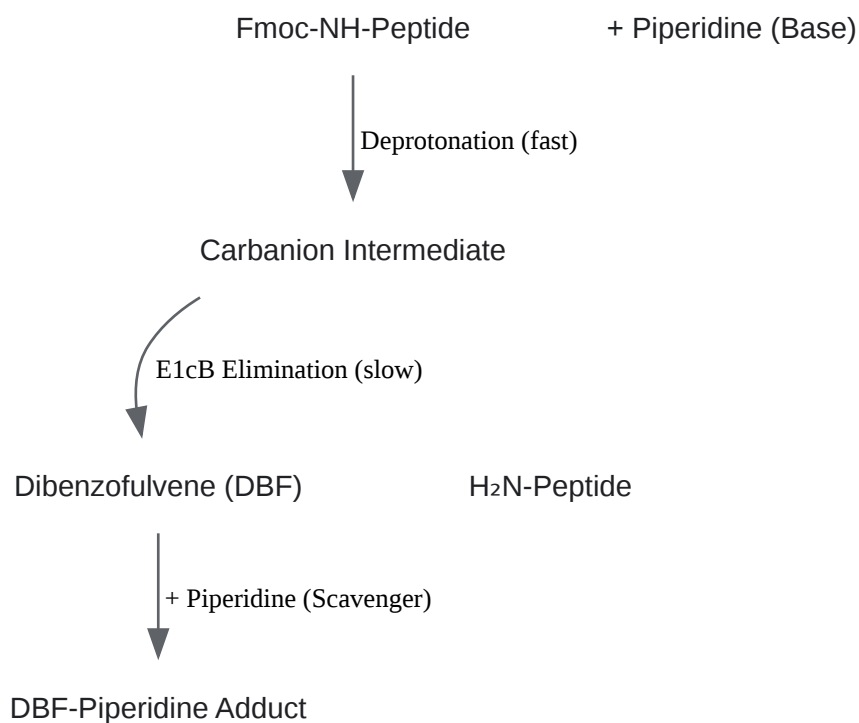 Fmoc-NH-Peptide + Piperidine (Base)
Deprotonation (fast)
Carbanion Intermediate
E1cB Elimination (slow)
Dibenzofulvene (DBF) H₂N-Peptide
+ Piperidine (Scavenger)
DBF-Piperidine Adduct